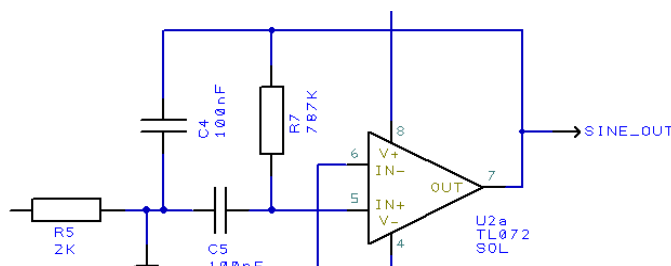 C4
100nF
R7
787K
8
V+
6
IN-
OUT
7
SINE_OUT
5
IN+
V-
4
U2a
TL072
SOL
R5
2K
C5
100nF